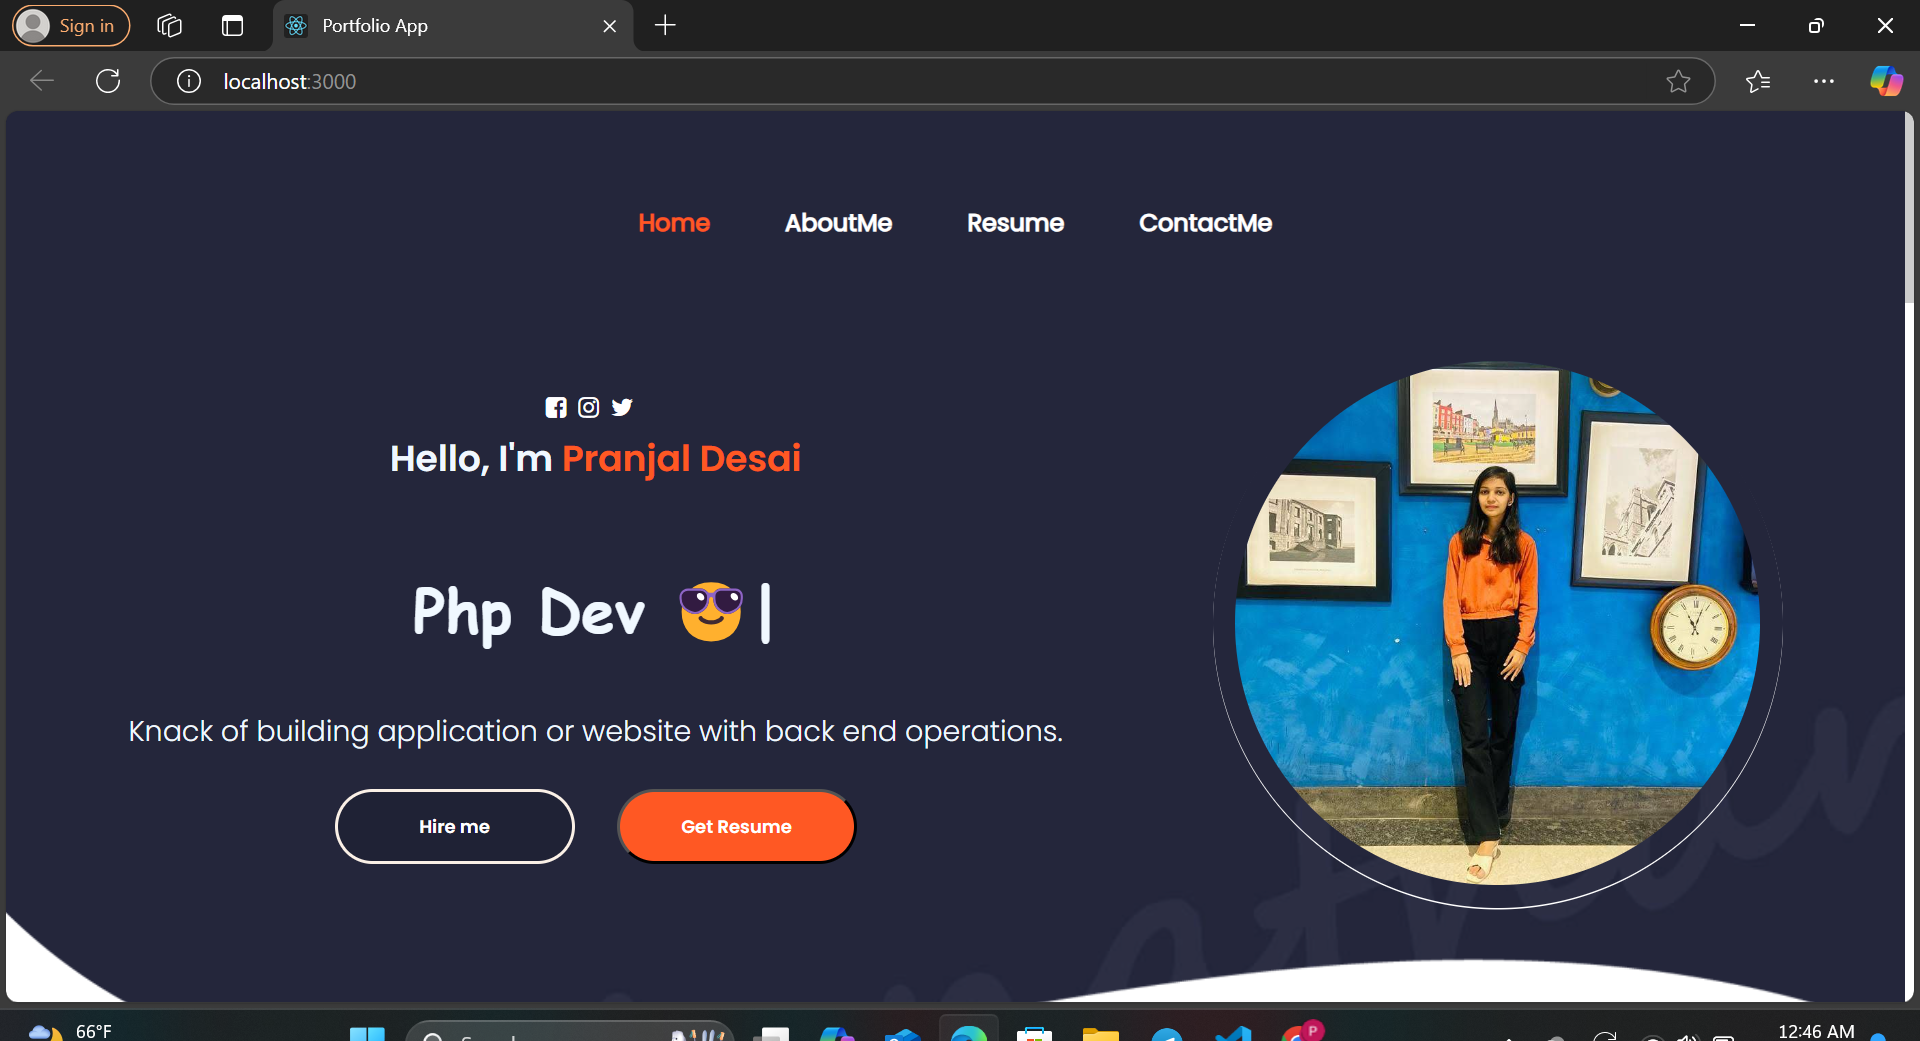 Sign in
Portfolio App
localhost:3000
Home AboutMe Resume ContactMe
Hello, I'm Pranjal Desai
Php Dev 😎|
Knack of building application or website with back end operations.
Hire me
Get Resume
66°F
P
12:46 AM